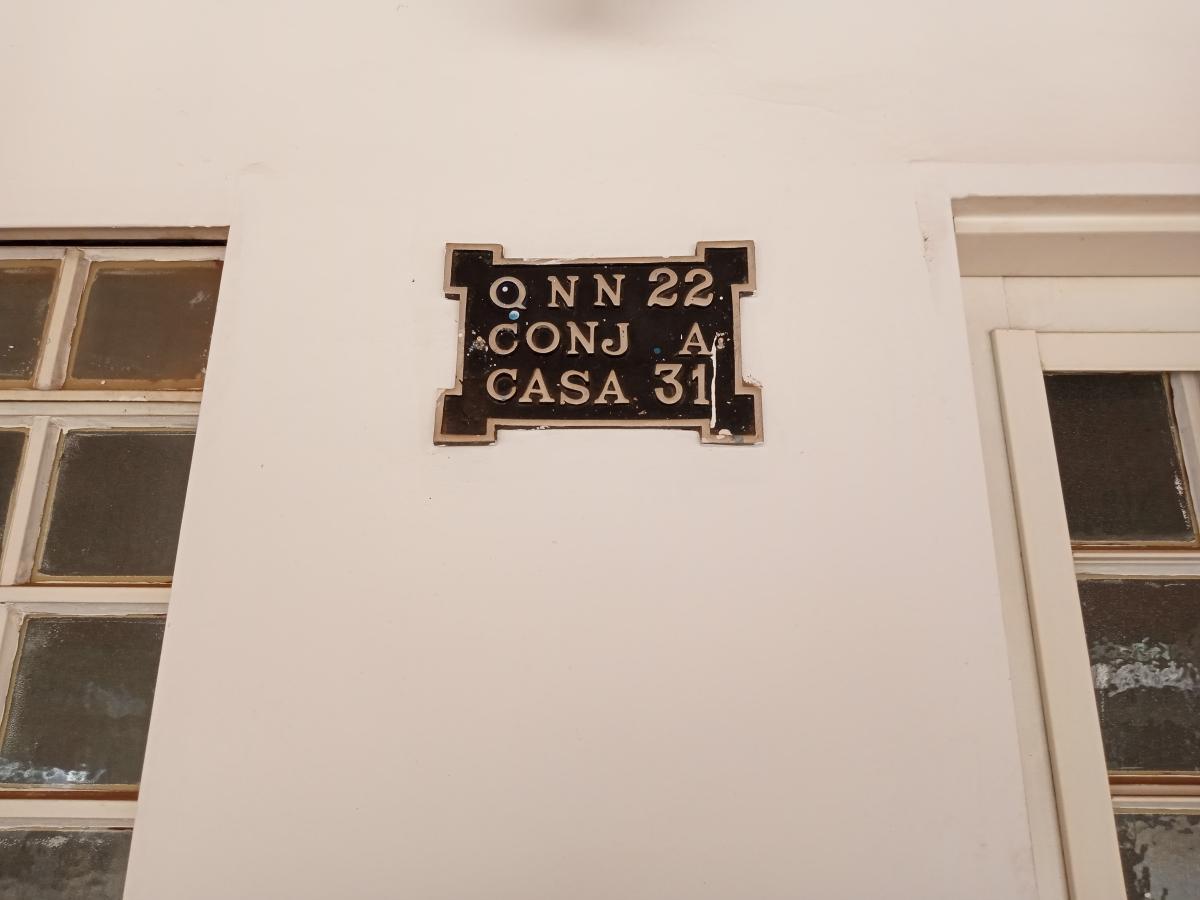 QNN 22
CONJ A
CASA 31